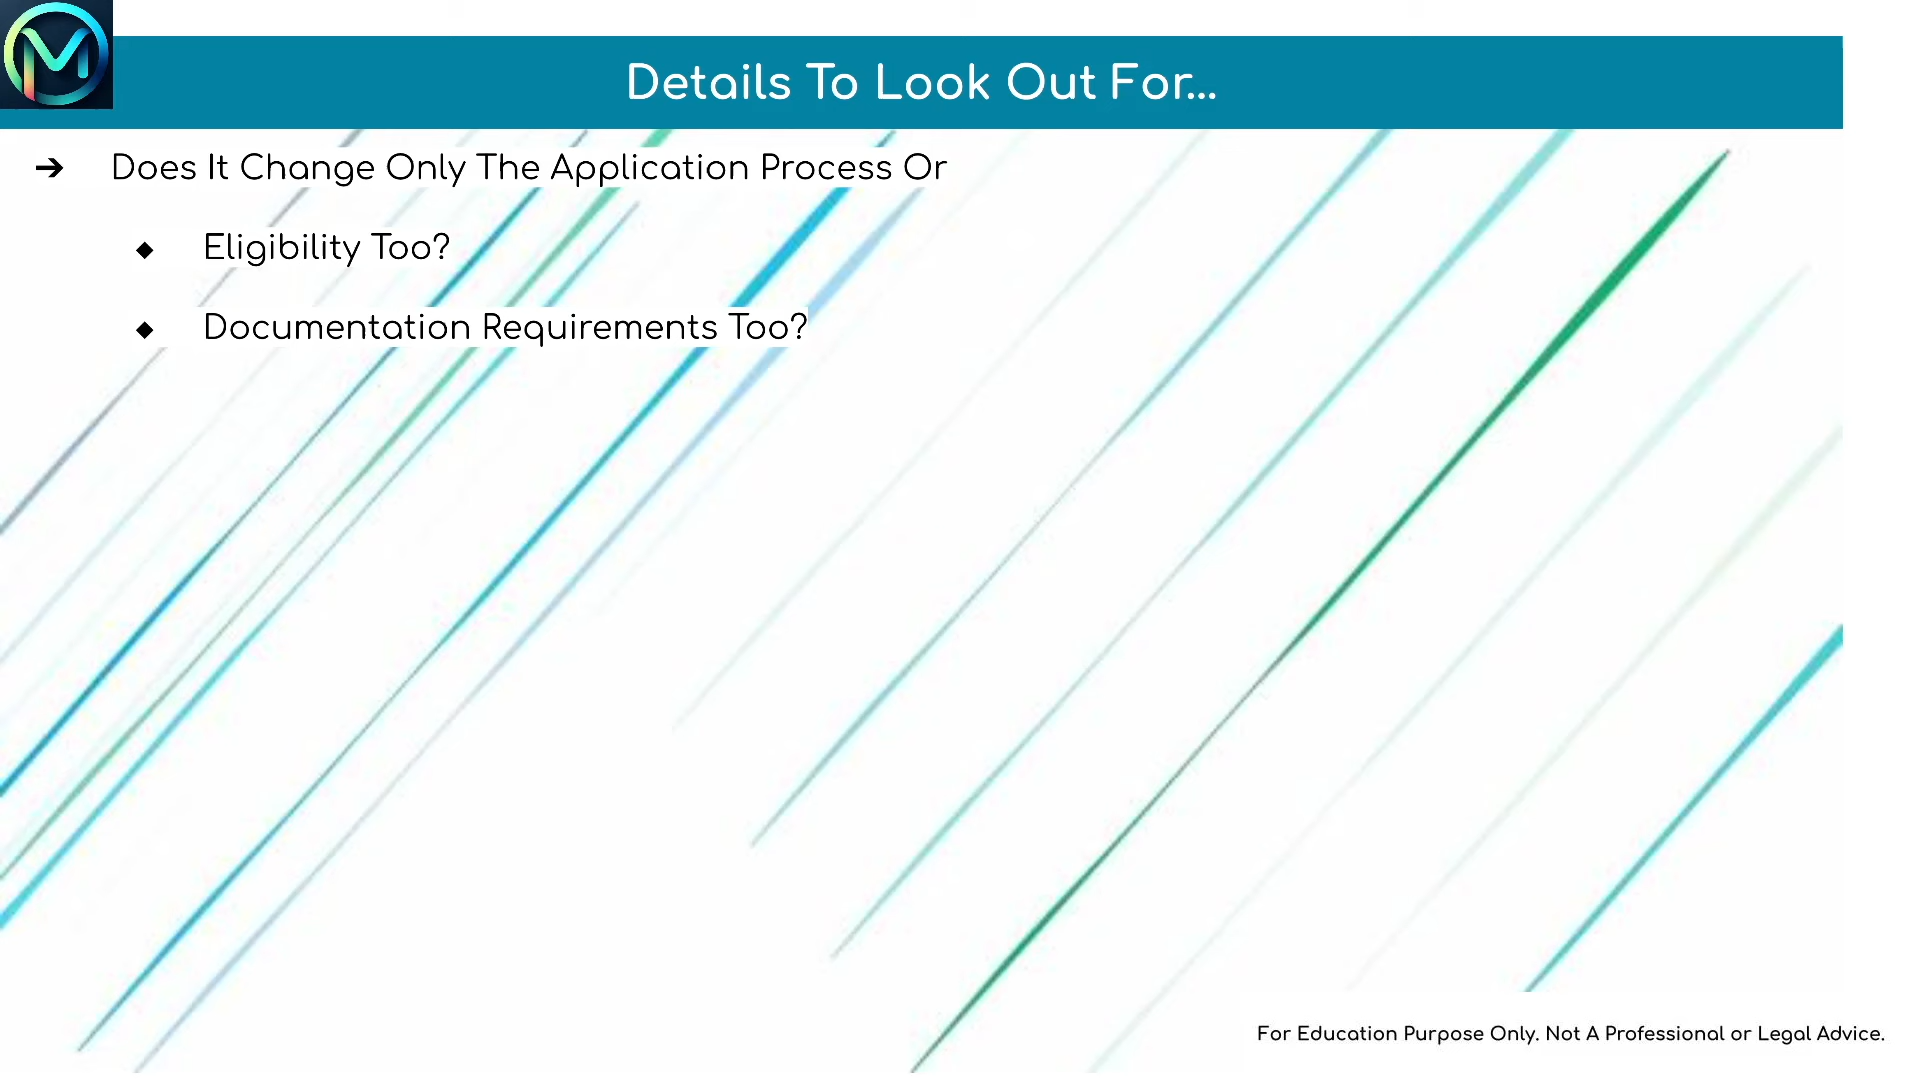 Details To Look Out For...
➔ Does It Change Only The Application Process Or
◆ Eligibility Too?
◆ Documentation Requirements Too?
For Education Purpose Only. Not A Professional or Legal Advice.